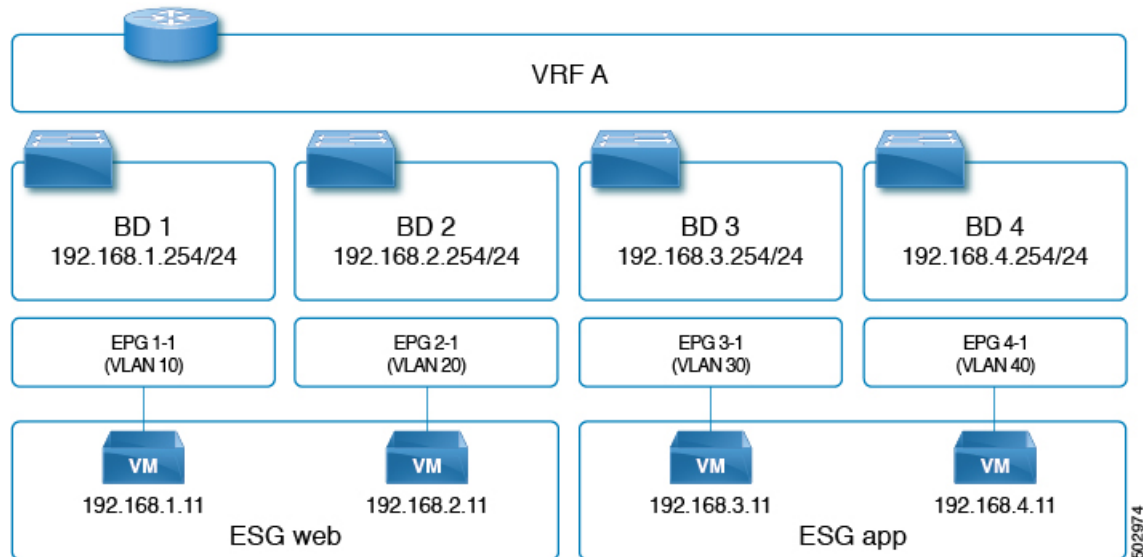 VRF A
BD 1
192.168.1.254/24
BD 2
192.168.2.254/24
BD 3
192.168.3.254/24
BD 4
192.168.4.254/24
EPG 1-1
(VLAN 10)
EPG 2-1
(VLAN 20)
EPG 3-1
(VLAN 30)
EPG 4-1
(VLAN 40)
VM
192.168.1.11
VM
192.168.2.11
VM
192.168.3.11
VM
192.168.4.11
ESG web
ESG app
502974